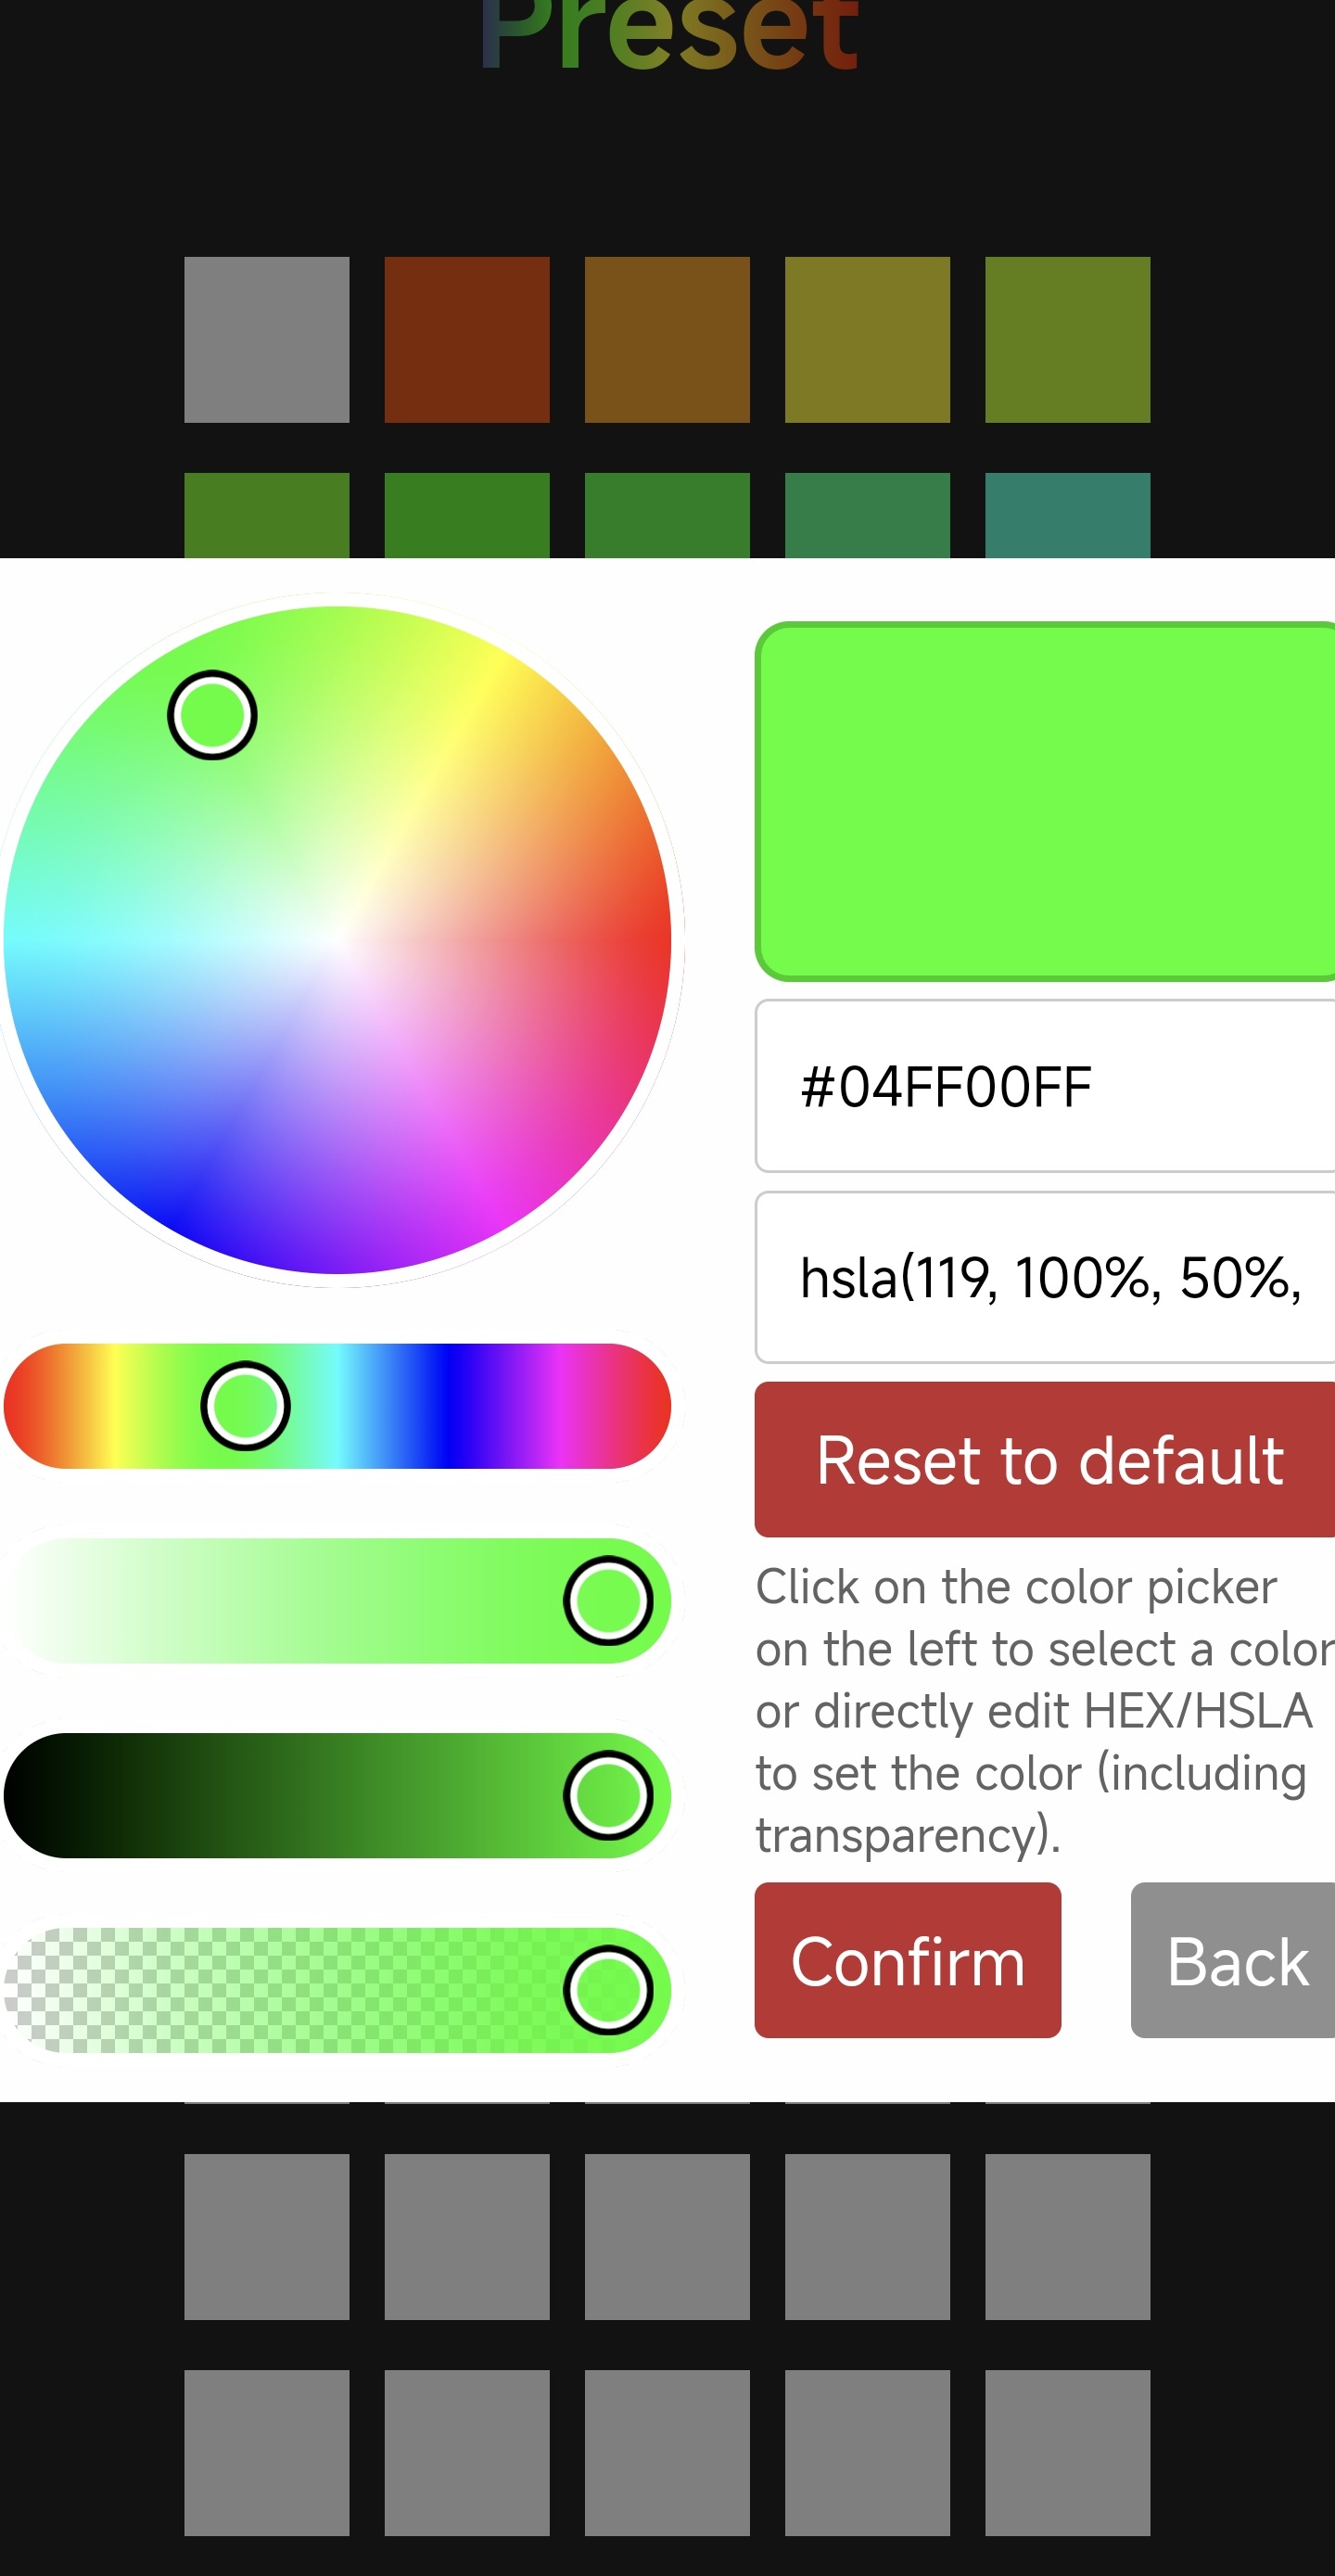 Preset
#04FF00FF
hsla(119, 100%, 50%,
Reset to default
Click on the color picker
on the left to select a color
or directly edit HEX/HSLA
to set the color (including
transparency).
Confirm
Back